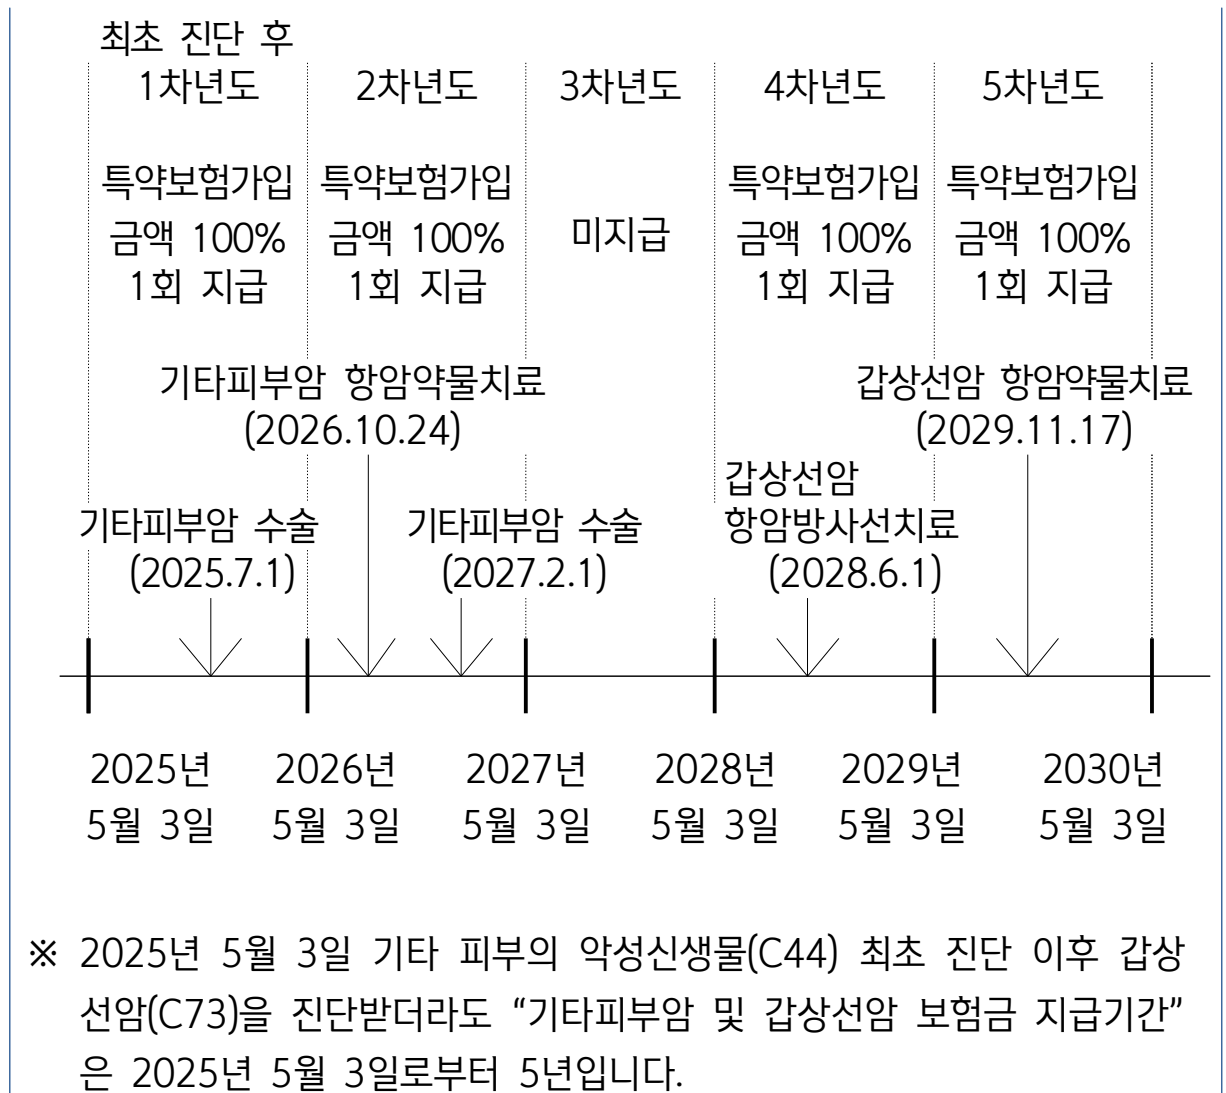 최초 진단 후
1차년도 2차년도 3차년도 4차년도 5차년도
특약보험가입 특약보험가입 특약보험가입 특약보험가입
금액 100% 금액 100% 미지급 금액 100% 금액 100%
1회 지급 1회 지급 1회 지급 1회 지급
기타피부암 항암약물치료 갑상선암 항암약물치료
(2026.10.24) (2029.11.17)
갑상선암
기타피부암 수술 기타피부암 수술 항암방사선치료
(2025.7.1) (2027.2.1) (2028.6.1)
2025년 2026년 2027년 2028년 2029년 2030년
5월 3일 5월 3일 5월 3일 5월 3일 5월 3일 5월 3일
※ 2025년 5월 3일 기타 피부의 악성신생물(C44) 최초 진단 이후 갑상
선암(C73)을 진단받더라도 “기타피부암 및 갑상선암 보험금 지급기간”
은 2025년 5월 3일로부터 5년입니다.